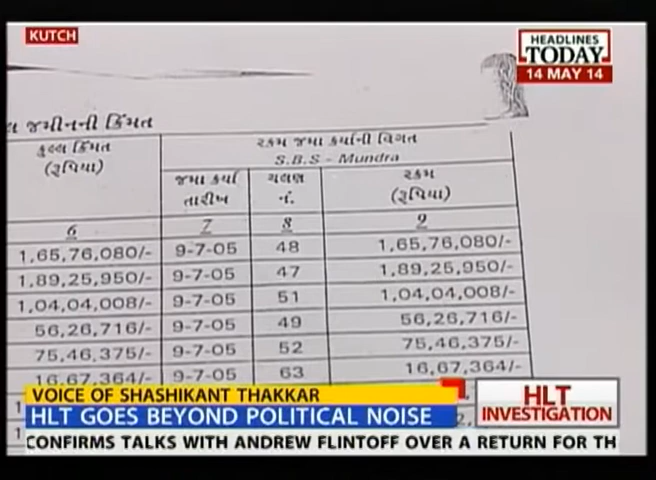 KUTCH
HEADLINES
TODAY
14 MAY 14
જમીનની કિંમત
કુલ્લ કિંમત
(રૂપિયા)
રકમ જમા કર્યાની વિગત
S.B.S - Mundra
જમા કર્યા
તારીખ
ચલણ
નં.
રકમ
(રૂપિયા)
6 7 8 9
1,65,76,080/- 9-7-05 48 1,65,76,080/-
1,89,25,950/- 9-7-05 47 1,89,25,950/-
1,04,04,008/- 9-7-05 51 1,04,04,008/-
56,26,716/- 9-7-05 49 56,26,716/-
75,46,375/- 9-7-05 52 75,46,375/-
16,67,364/- 9-7-05 63 16,67,364/-
VOICE OF SHASHIKANT THAKKAR
HLT GOES BEYOND POLITICAL NOISE
HLT
INVESTIGATION
CONFIRMS TALKS WITH ANDREW FLINTOFF OVER A RETURN FOR TH